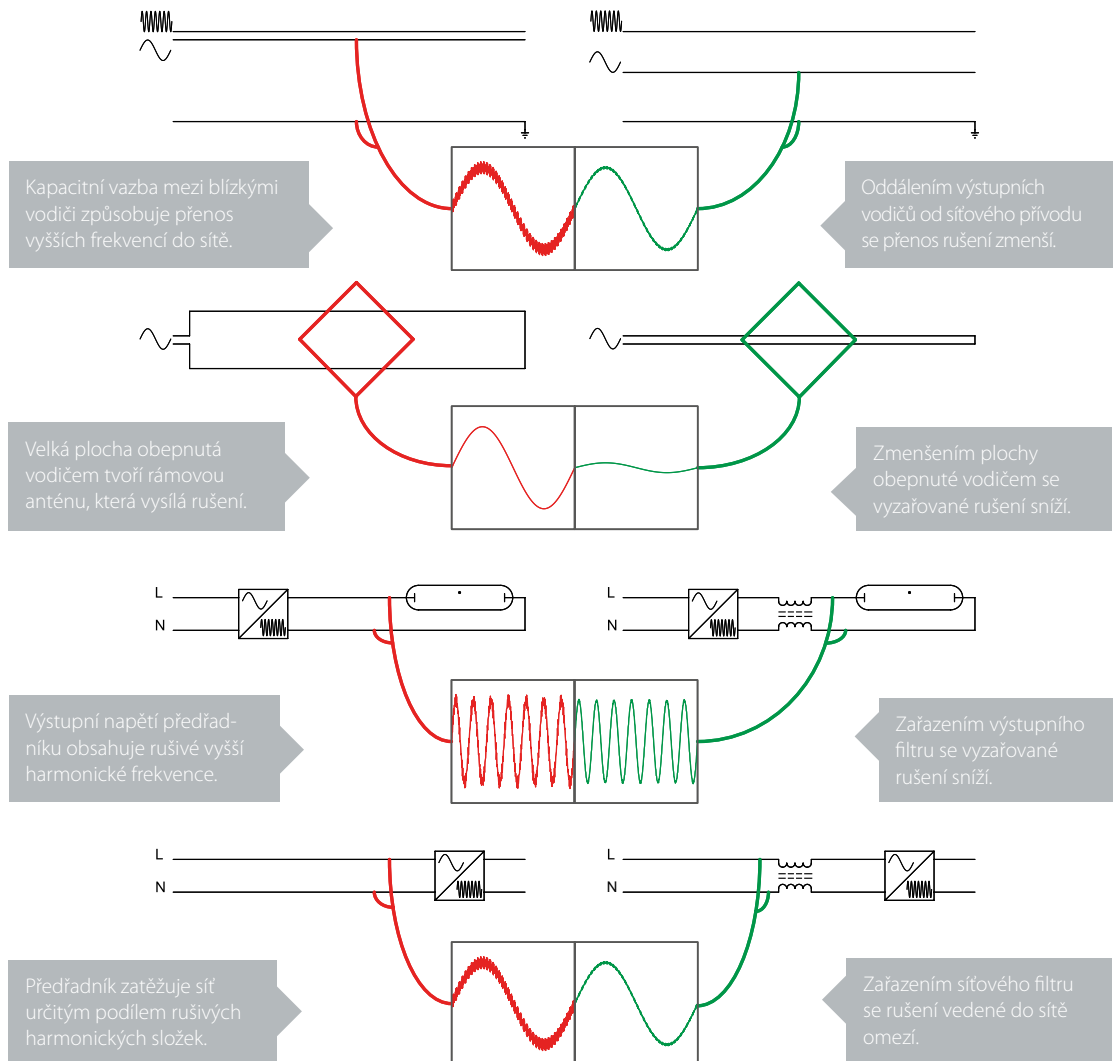 Kapacitní vazba mezi blízkými
vodiči způsobuje přenos
vyšších frekvencí do sítě.
Oddálením výstupních
vodičů od síťového přívodu
se přenos rušení zmenší.
Velká plocha obepnutá
vodičem tvoří rámovou
anténu, která vysílá rušení.
Zmenšením plochy
obepnuté vodičem se
vyzařované rušení sníží.
L
N
L
N
Výstupní napětí předřad-
níku obsahuje rušivé vyšší
harmonické frekvence.
Zařazením výstupního
filtru se vyzařované
rušení sníží.
L
N
L
N
Předřadník zatěžuje síť
určitým podílem rušivých
harmonických složek.
Zařazením síťového filtru
se rušení vedené do sítě
omezí.